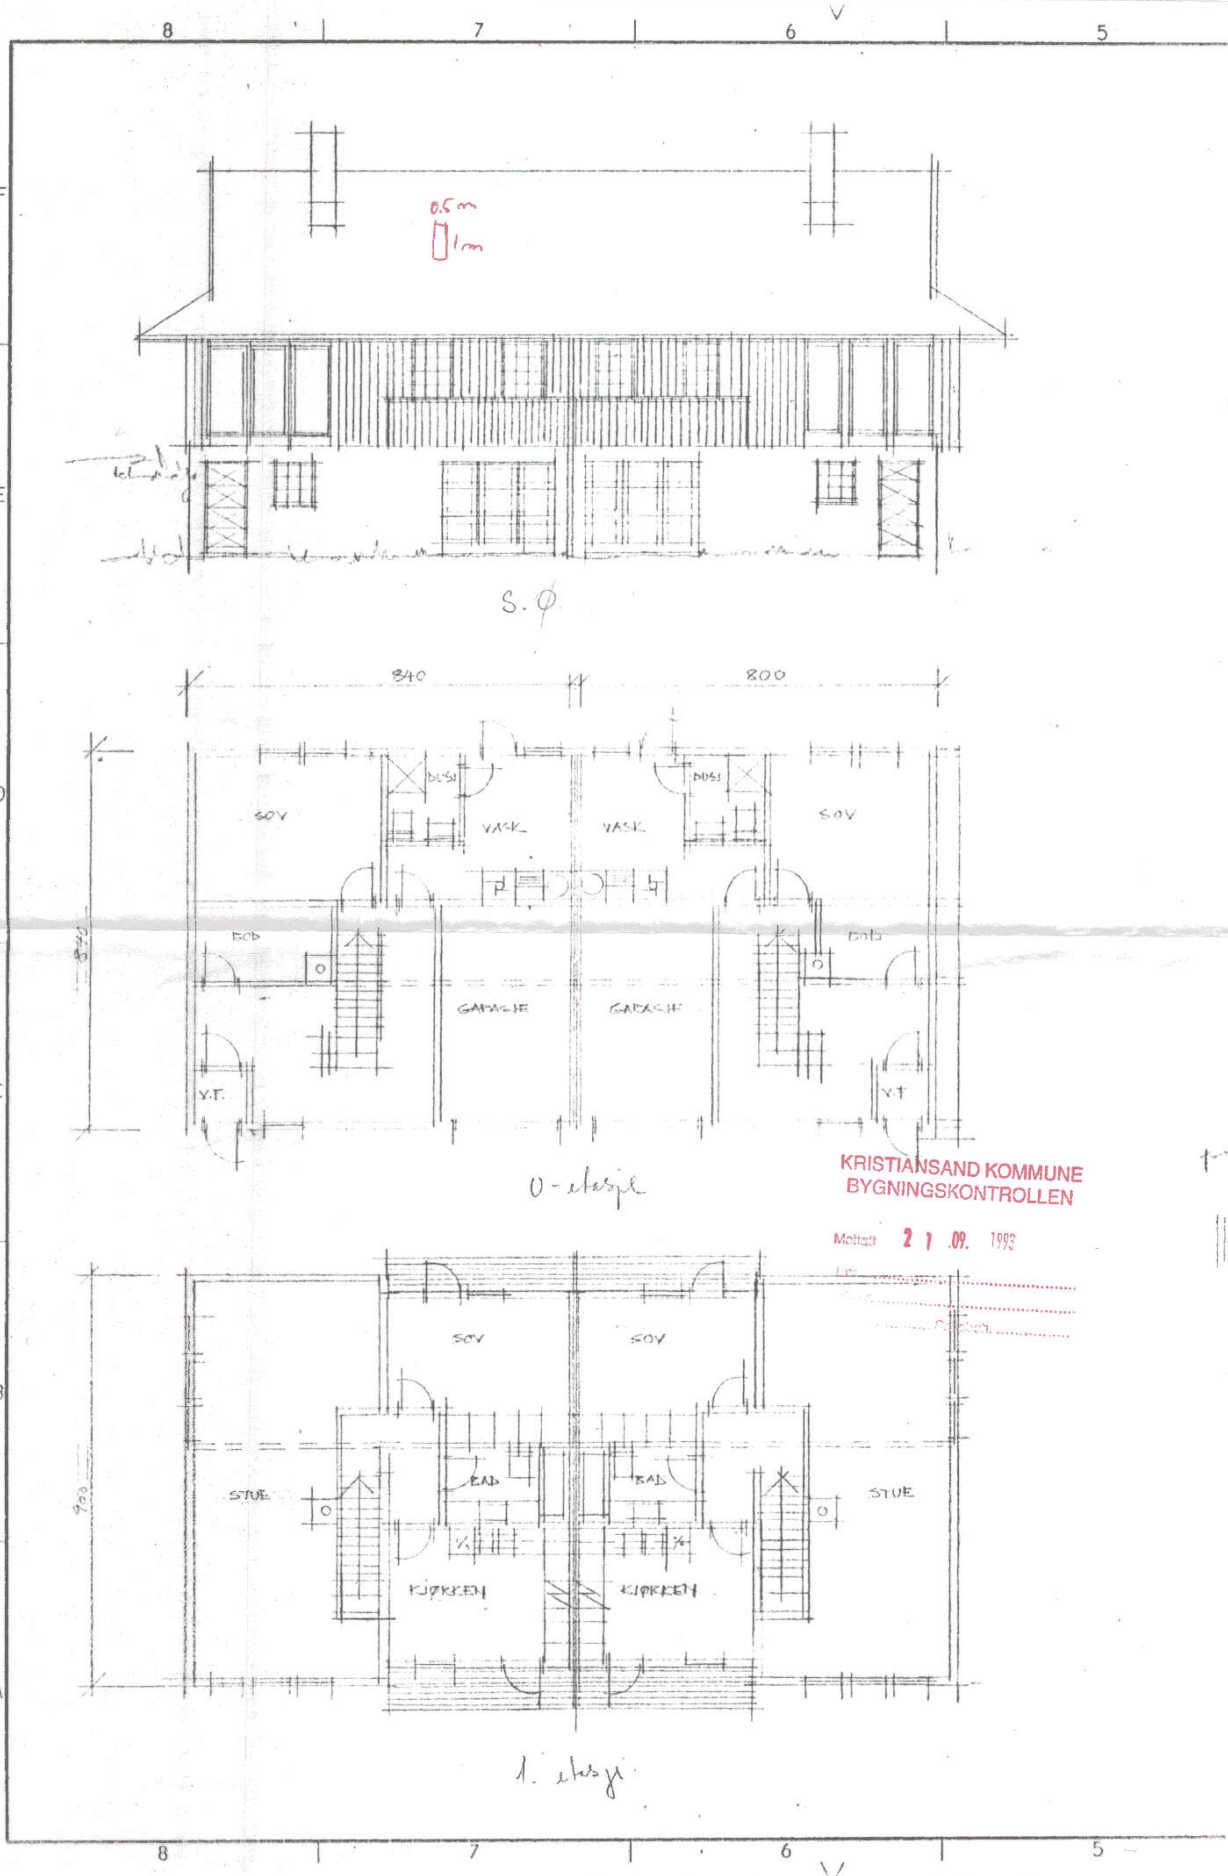 8 7 6 5
0.5 m
1 m
S.Ø
840 800
DUSJ DUSJ
SOV VASK VASK SOV
BOD BOD
840
GARASJE GARASJE
V.F. V.F
U-etasje
KRISTIANSAND KOMMUNE
BYGNINGSKONTROLLEN
Mottatt 21 .09. 1993
SOV SOV
BAD BAD
STUE STUE
900
KJØKKEN KJØKKEN
1. etasje
8 7 6 5